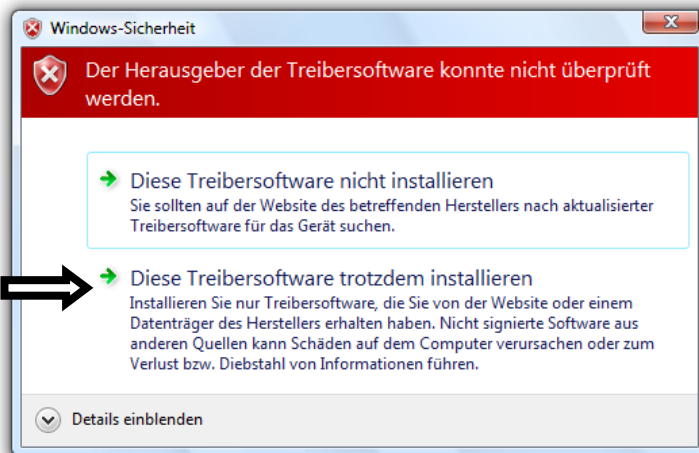 Windows-Sicherheit
Der Herausgeber der Treibersoftware konnte nicht überprüft
werden.
Diese Treibersoftware nicht installieren
Sie sollten auf der Website des betreffenden Herstellers nach aktualisierter
Treibersoftware für das Gerät suchen.
Diese Treibersoftware trotzdem installieren
Installieren Sie nur Treibersoftware, die Sie von der Website oder einem
Datenträger des Herstellers erhalten haben. Nicht signierte Software aus
anderen Quellen kann Schäden auf dem Computer verursachen oder zum
Verlust bzw. Diebstahl von Informationen führen.
Details einblenden